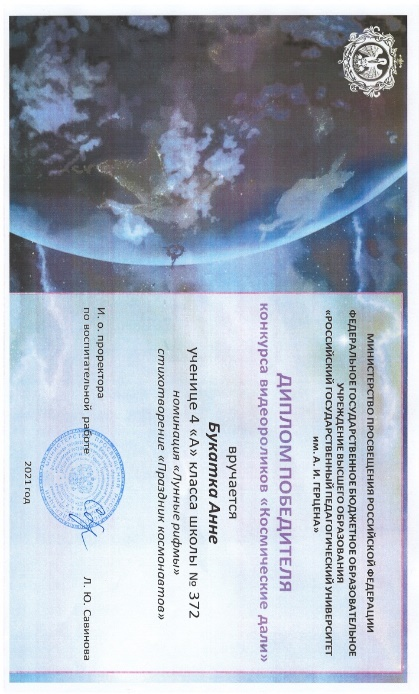 МИНИСТЕРСТВО ПРОСВЕЩЕНИЯ РОССИЙСКОЙ ФЕДЕРАЦИИ
ФЕДЕРАЛЬНОЕ ГОСУДАРСТВЕННОЕ БЮДЖЕТНОЕ ОБРАЗОВАТЕЛЬНОЕ
УЧРЕЖДЕНИЕ ВЫСШЕГО ОБРАЗОВАНИЯ
«РОССИЙСКИЙ ГОСУДАРСТВЕННЫЙ ПЕДАГОГИЧЕСКИЙ УНИВЕРСИТЕТ
им. А. И. ГЕРЦЕНА»
ДИПЛОМ ПОБЕДИТЕЛЯ
конкурса видеороликов «Космические дали»
вручается
Букатка Анне
ученице 4 «А» класса школы № 372
номинация «Лунные рифмы»
стихотворение «Праздник космонавтов»
И. о. проректора
по воспитательной работе
Л. Ю. Савинова
2021 год